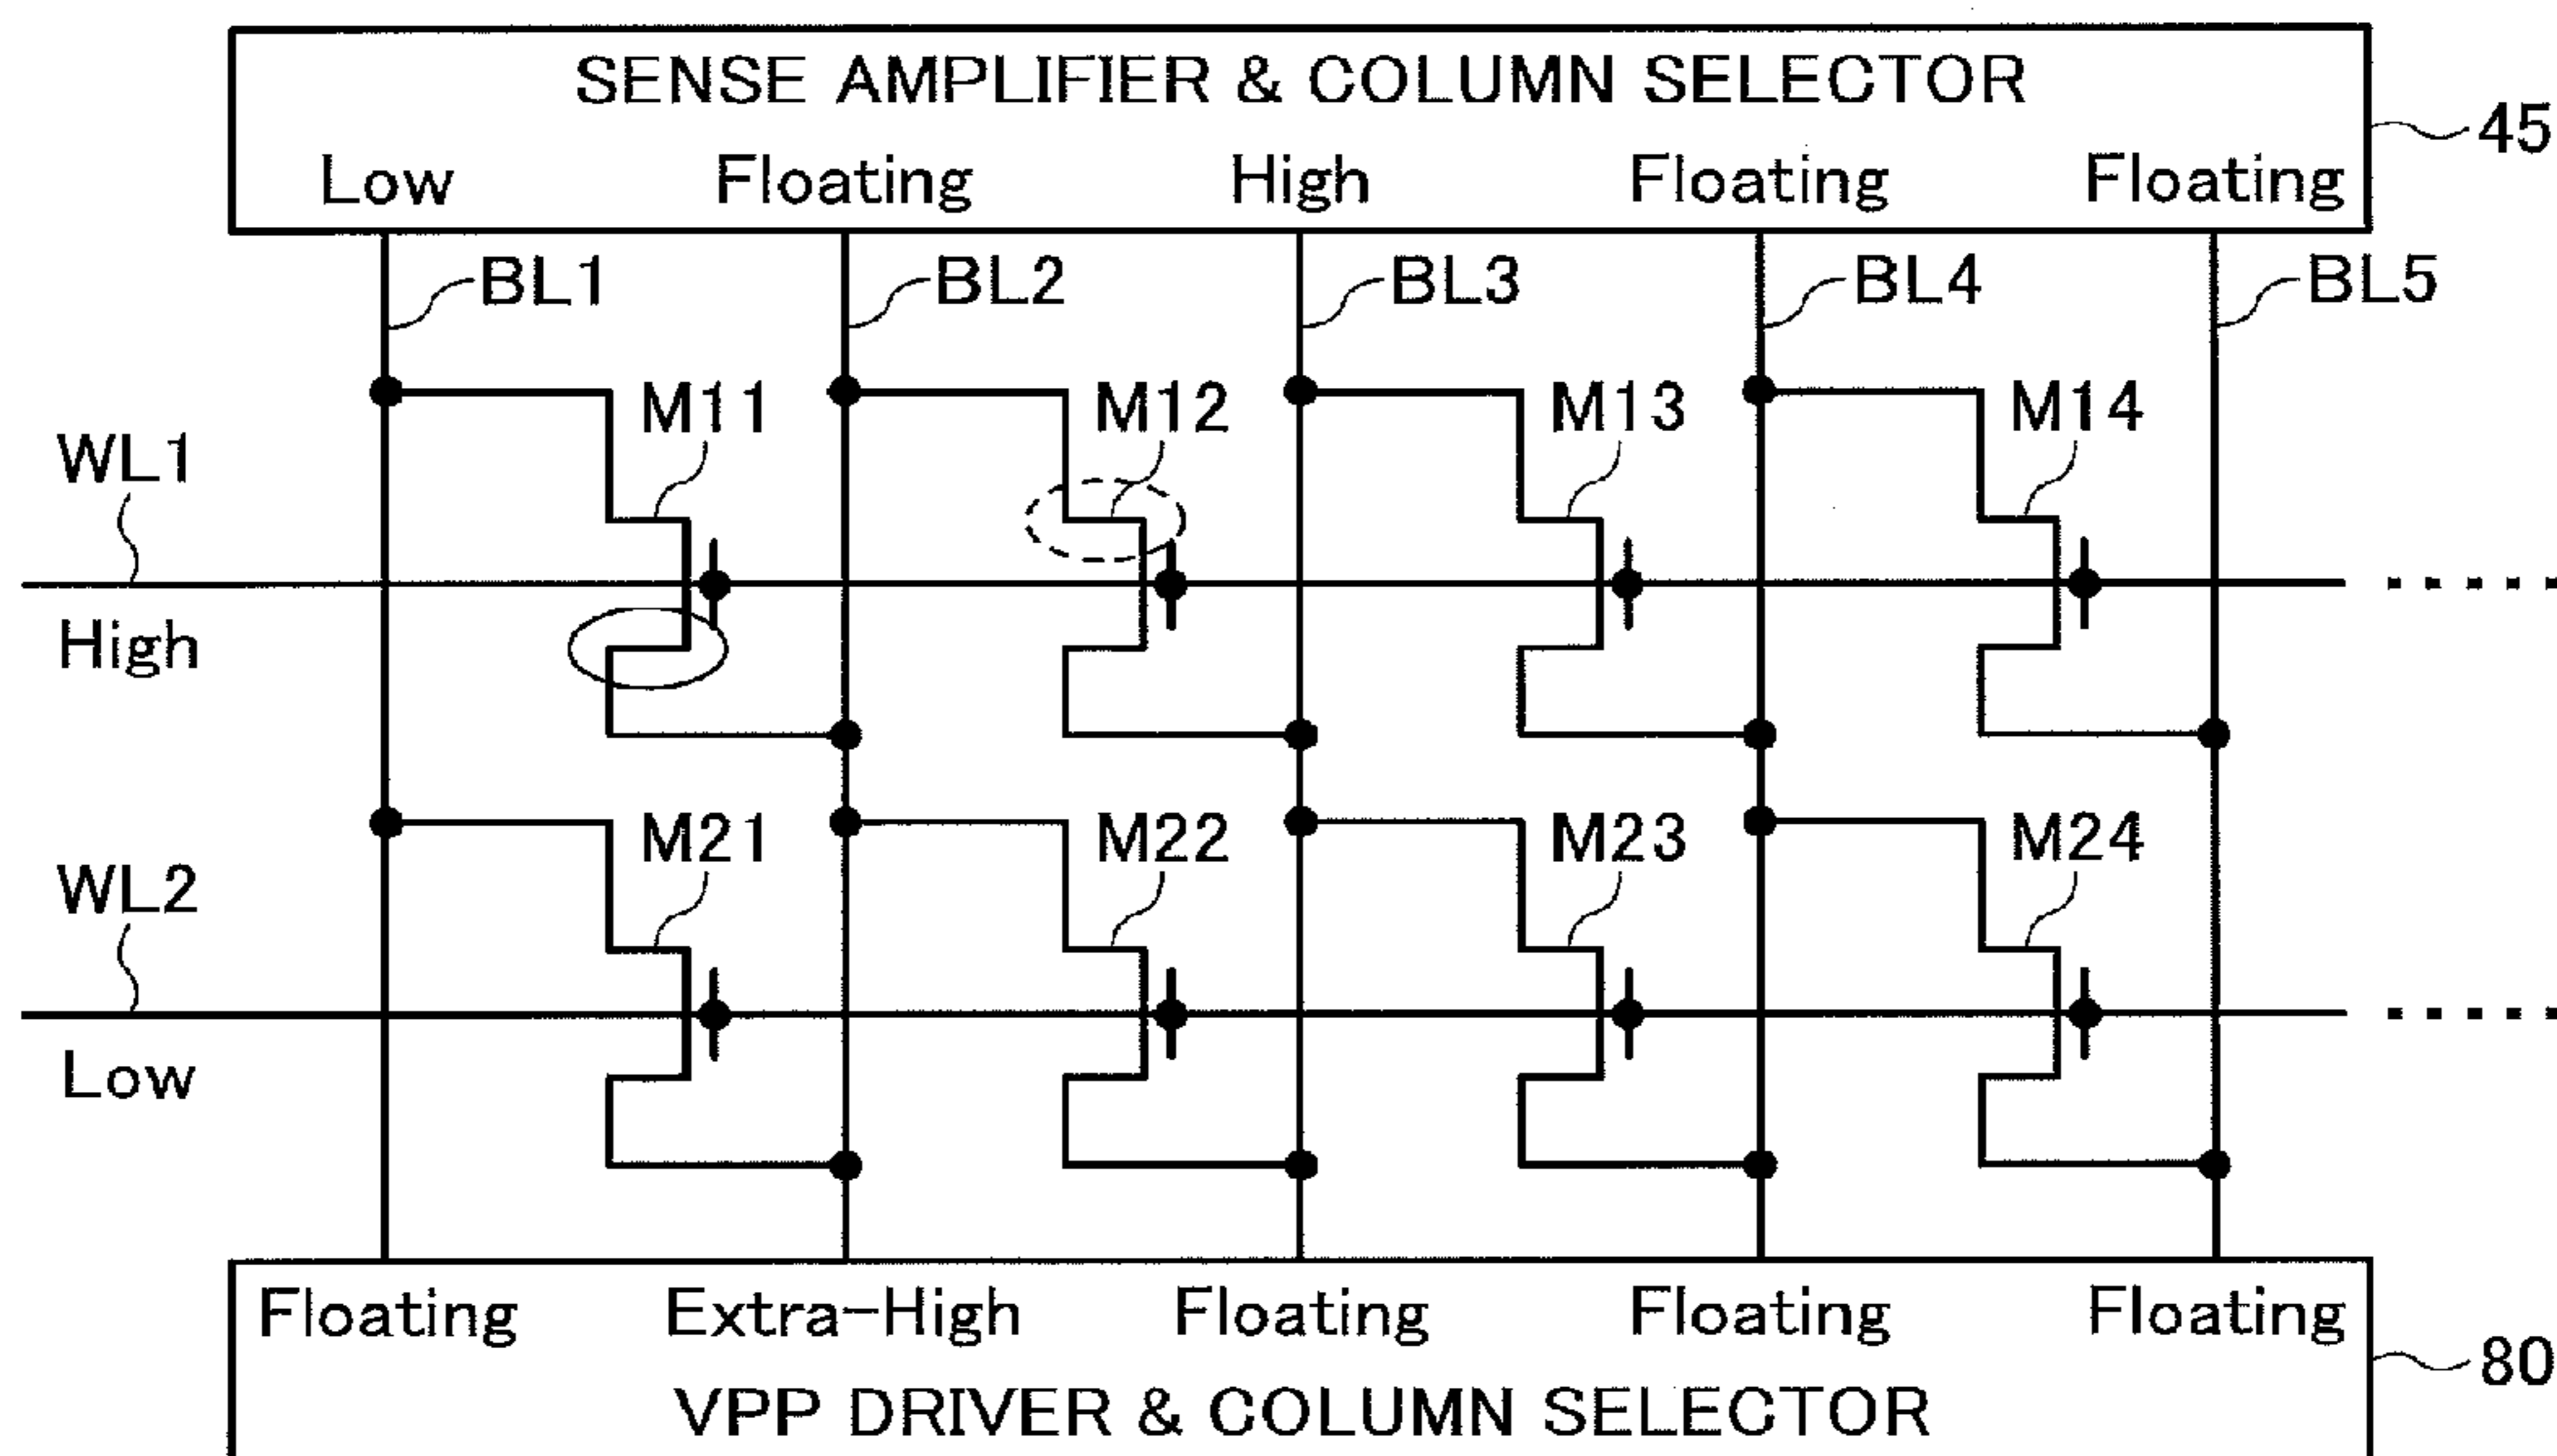 SENSE AMPLIFIER & COLUMN SELECTOR
45
Low Floating High Floating Floating
BL1 BL2 BL3 BL4 BL5
M11 M12 M13 M14
WL1
High
M21 M22 M23 M24
WL2
Low
Floating Extra-High Floating Floating Floating
80
VPP DRIVER & COLUMN SELECTOR